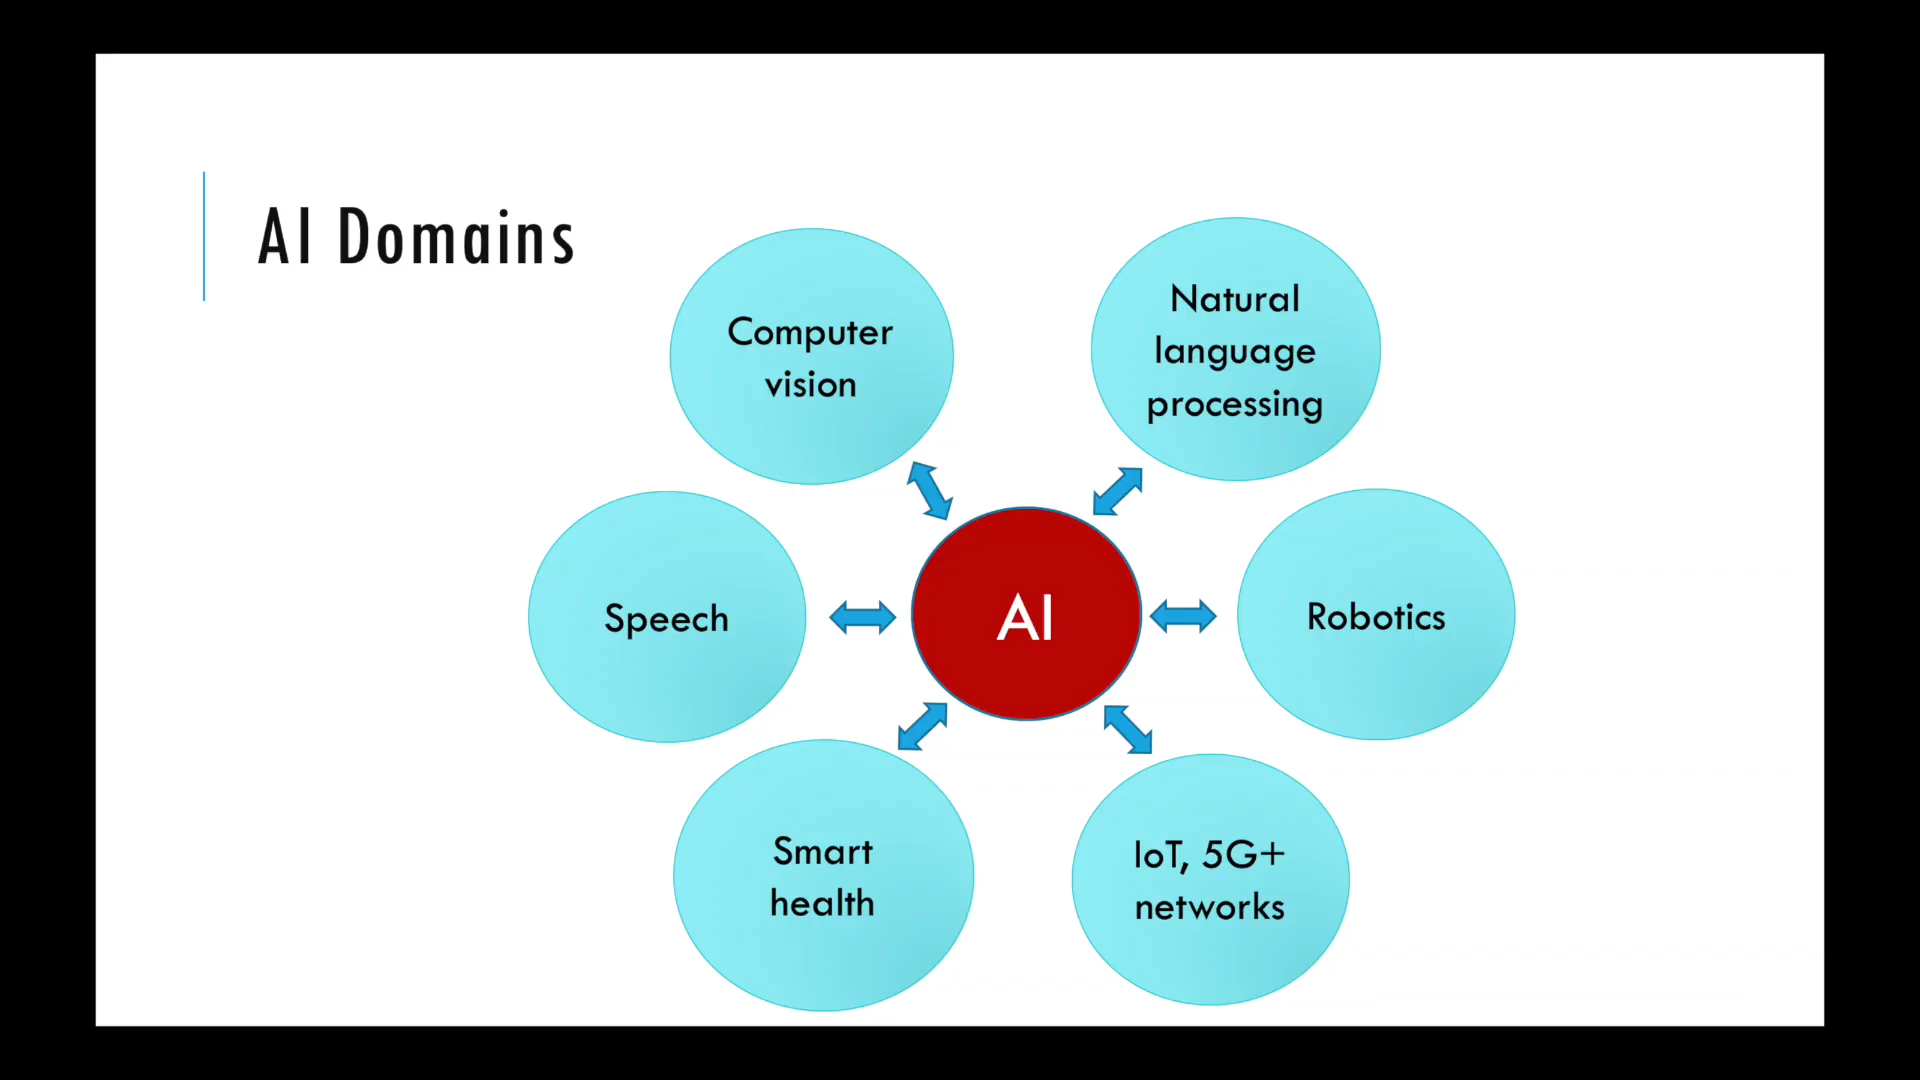 AI Domains
Computer
vision
Natural
language
processing
Speech
AI
Robotics
Smart
health
IoT, 5G+
networks